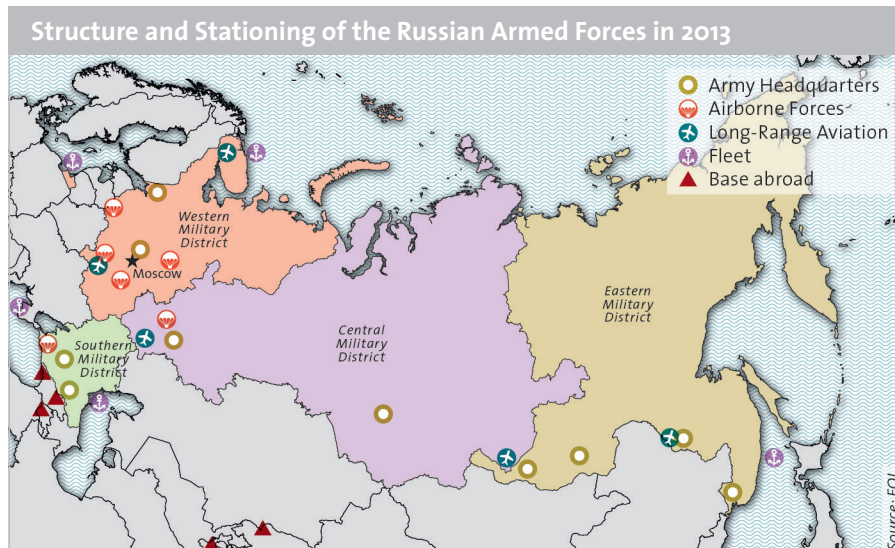 Structure and Stationing of the Russian Armed Forces in 2013
Army Headquarters
Airborne Forces
Long-Range Aviation
Fleet
Base abroad
Western
Military
District
Moscow
Eastern
Military
District
Central
Military
District
Southern
Military
District
Source: FOI